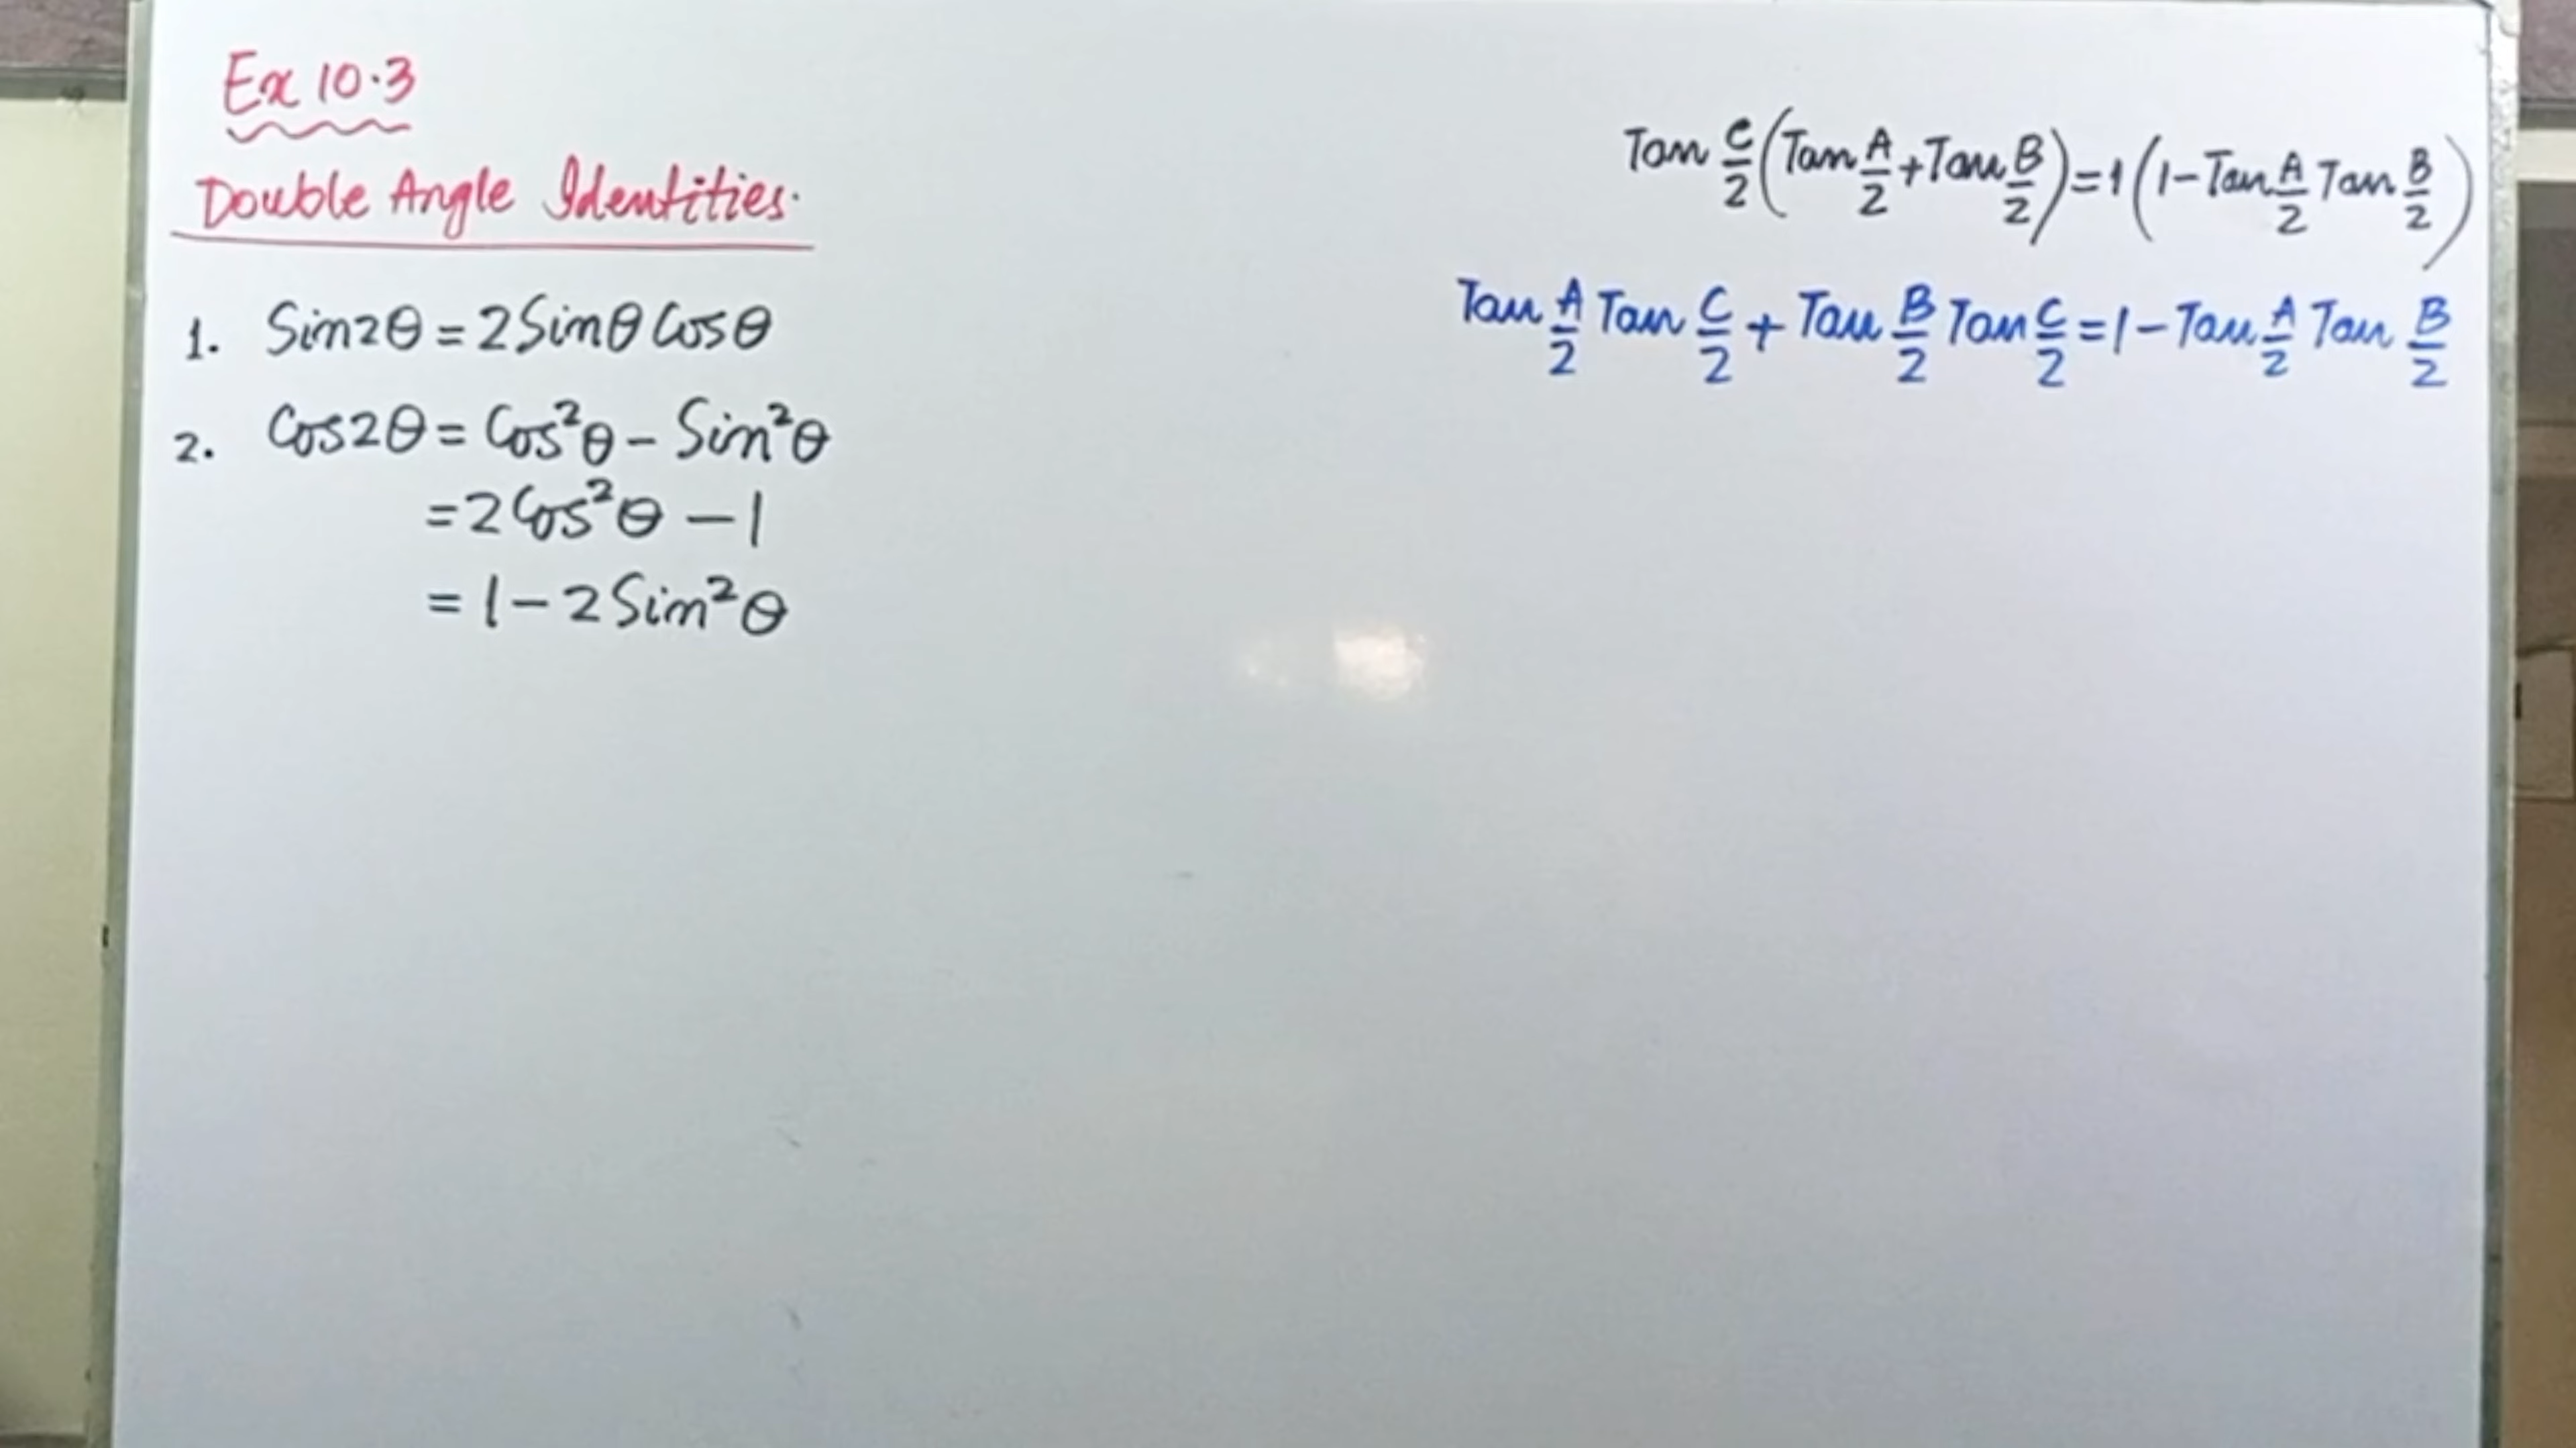 Ex 10.3
Double Angle Identities.
1. Sin2θ = 2Sinθ Cosθ
2. Cos2θ = Cos²θ - Sin²θ
= 2Cos²θ - 1
= 1 - 2Sin²θ
Tan C/2 (Tan A/2 + Tan B/2) = 1 (1 - Tan A/2 Tan B/2)
Tan A/2 Tan C/2 + Tan B/2 Tan C/2 = 1 - Tan A/2 Tan B/2